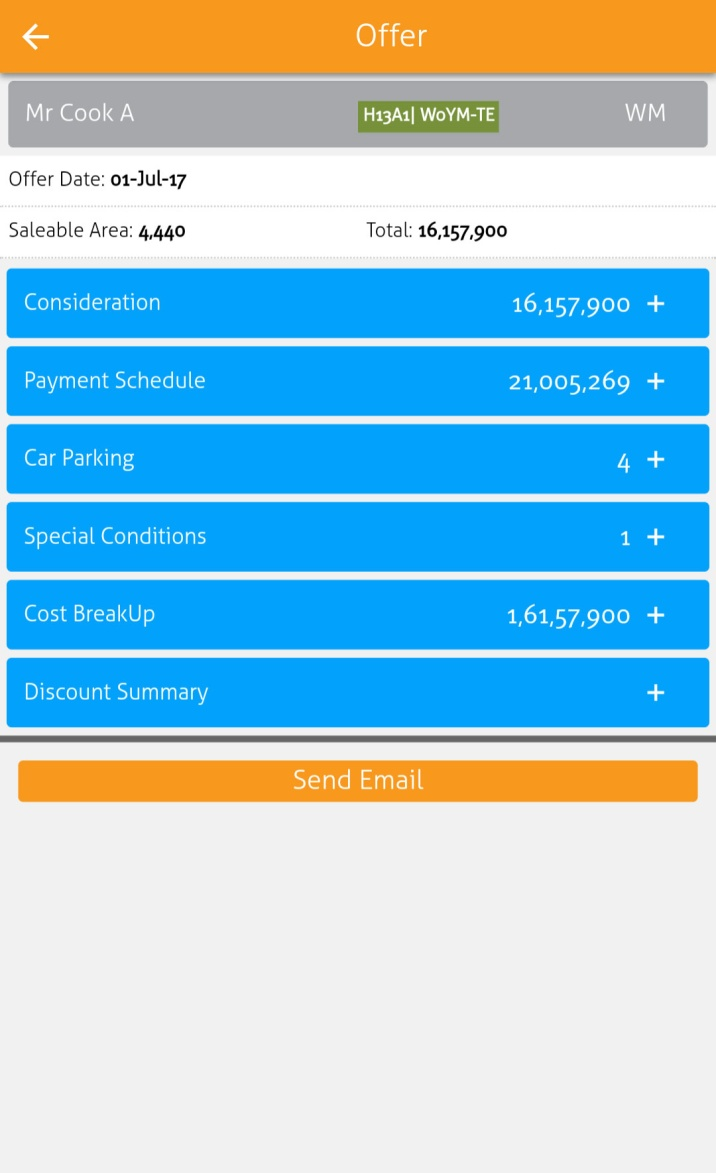 Offer
Mr Cook A H13A1| WoYM-TE WM
Offer Date: 01-Jul-17
Saleable Area: 4,440 Total: 16,157,900
Consideration 16,157,900 +
Payment Schedule 21,005,269 +
Car Parking 4 +
Special Conditions 1 +
Cost BreakUp 1,61,57,900 +
Discount Summary +
Send Email